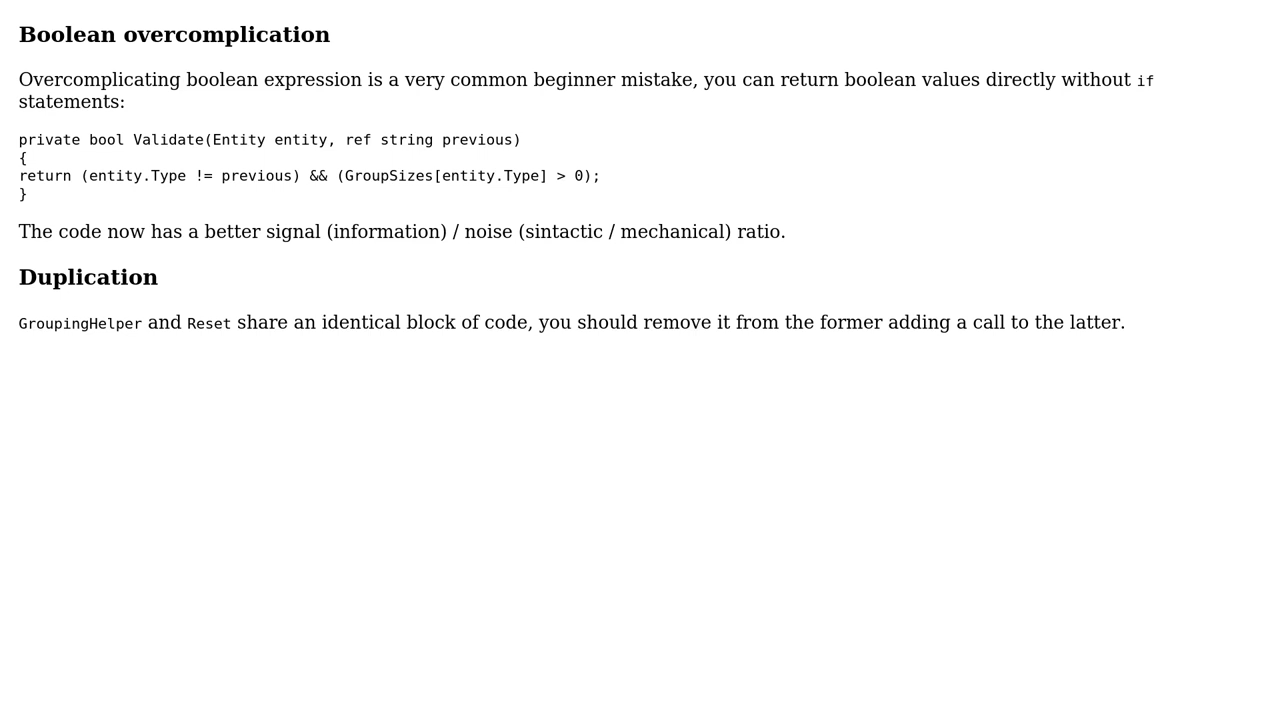 Boolean overcomplication
Overcomplicating boolean expression is a very common beginner mistake, you can return boolean values directly without if
statements:
private bool Validate(Entity entity, ref string previous)
{
return (entity.Type != previous) && (GroupSizes[entity.Type] > 0);
}
The code now has a better signal (information) / noise (sintactic / mechanical) ratio.
Duplication
GroupingHelper and Reset share an identical block of code, you should remove it from the former adding a call to the latter.